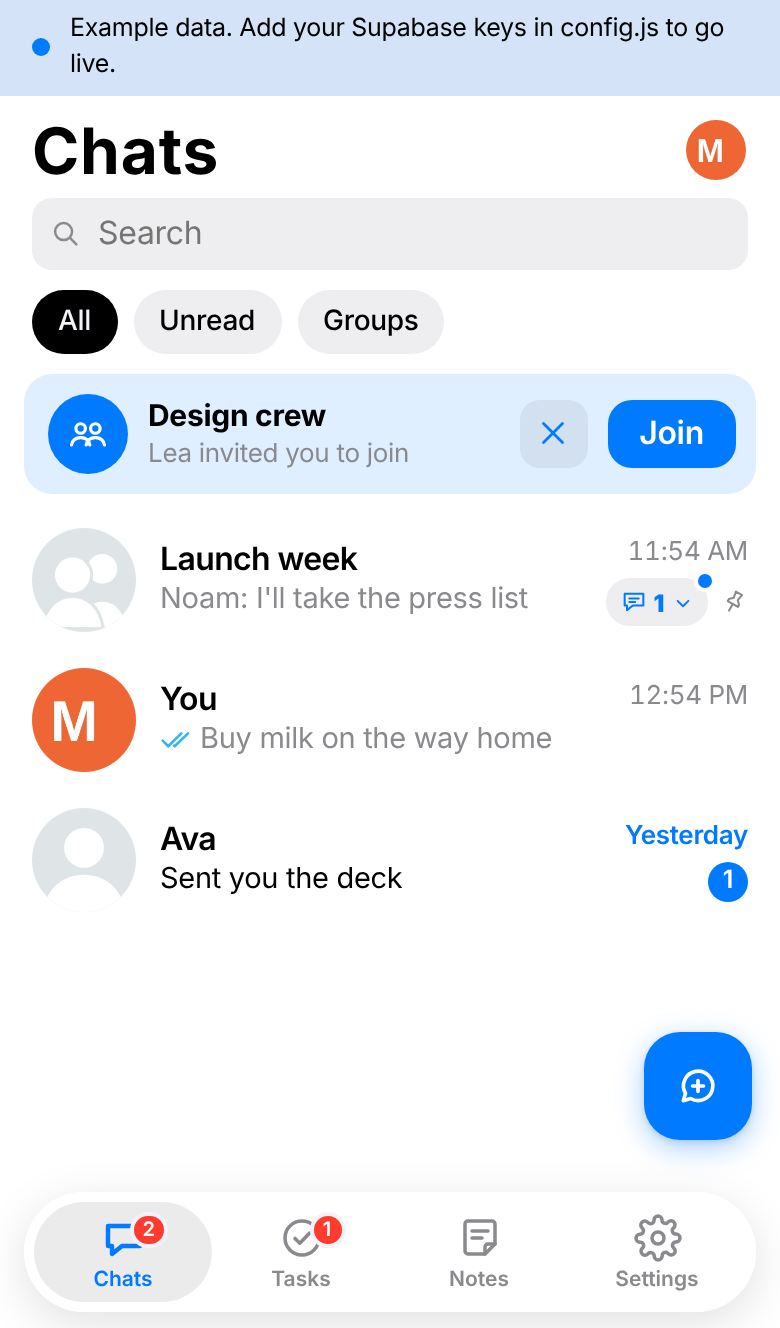 Example data. Add your Supabase keys in config.js to go
live.
Chats
M
Search
All
Unread
Groups
Design crew
Lea invited you to join
Join
Launch week
11:54 AM
Noam: I'll take the press list
1
M
You
12:54 PM
Buy milk on the way home
Ava
Yesterday
Sent you the deck
1
2
1
Chats
Tasks
Notes
Settings